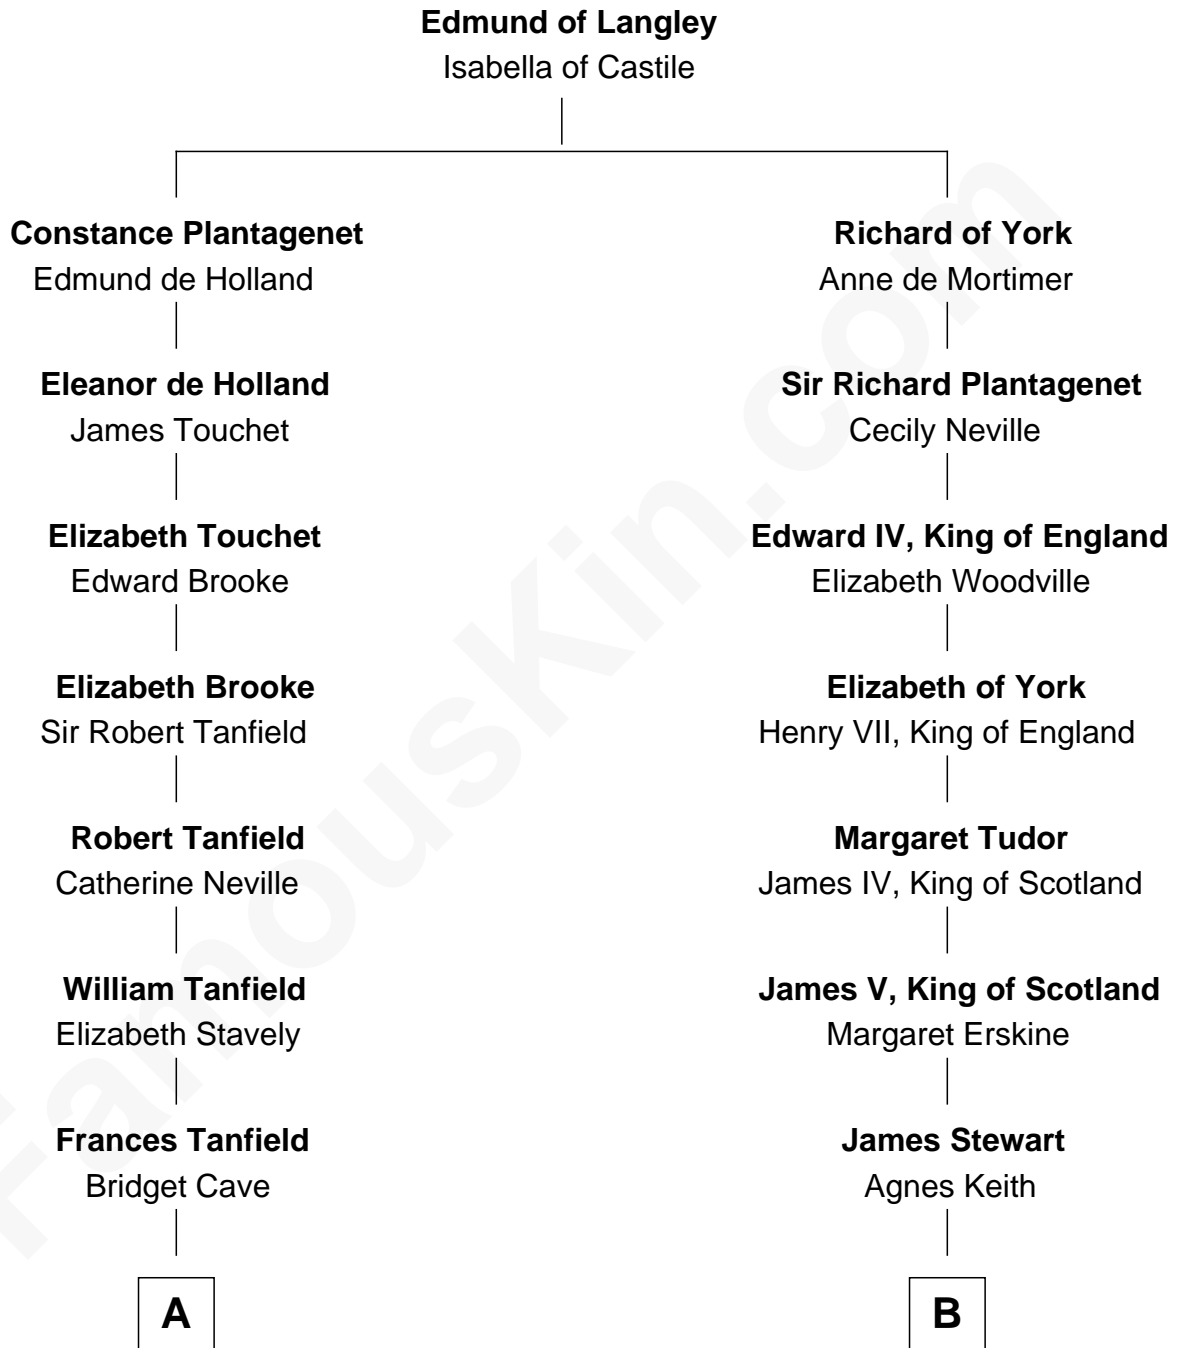 Edmund of Langley
Isabella of Castile
Constance Plantagenet
Edmund de Holland
Eleanor de Holland
James Touchet
Elizabeth Touchet
Edward Brooke
Elizabeth Brooke
Sir Robert Tanfield
Robert Tanfield
Catherine Neville
William Tanfield
Elizabeth Stavely
Frances Tanfield
Bridget Cave
A
Richard of York
Anne de Mortimer
Sir Richard Plantagenet
Cecily Neville
Edward IV, King of England
Elizabeth Woodville
Elizabeth of York
Henry VII, King of England
Margaret Tudor
James IV, King of Scotland
James V, King of Scotland
Margaret Erskine
James Stewart
Agnes Keith
B
FamousKin.com